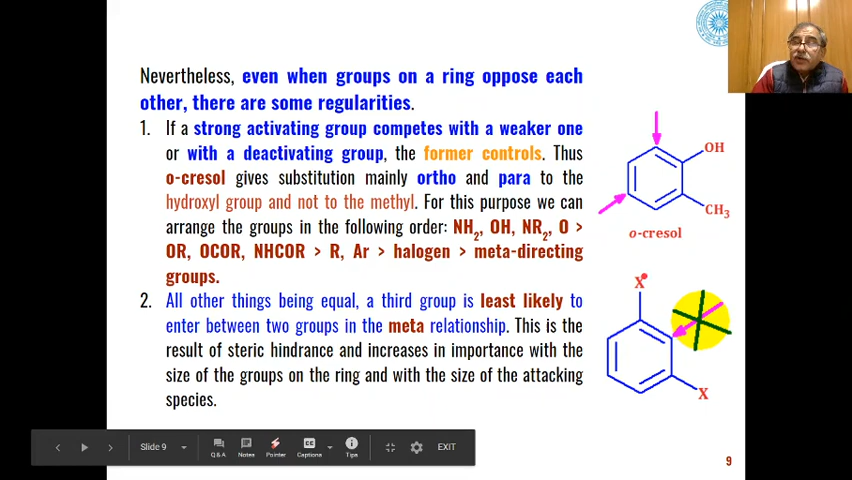 Nevertheless, even when groups on a ring oppose each
other, there are some regularities.
1. If a strong activating group competes with a weaker one
or with a deactivating group, the former controls. Thus
o-cresol gives substitution mainly ortho and para to the
hydroxyl group and not to the methyl. For this purpose we can
arrange the groups in the following order: NH2, OH, NR2, O >
OR, OCOR, NHCOR > R, Ar > halogen > meta-directing
groups.
2. All other things being equal, a third group is least likely to
enter between two groups in the meta relationship. This is the
result of steric hindrance and increases in importance with the
size of the groups on the ring and with the size of the attacking
species.
OH
CH3
o-cresol
X
X
Slide 9
Q&A
Notes
Pointer
Captions
Tips
EXIT
9